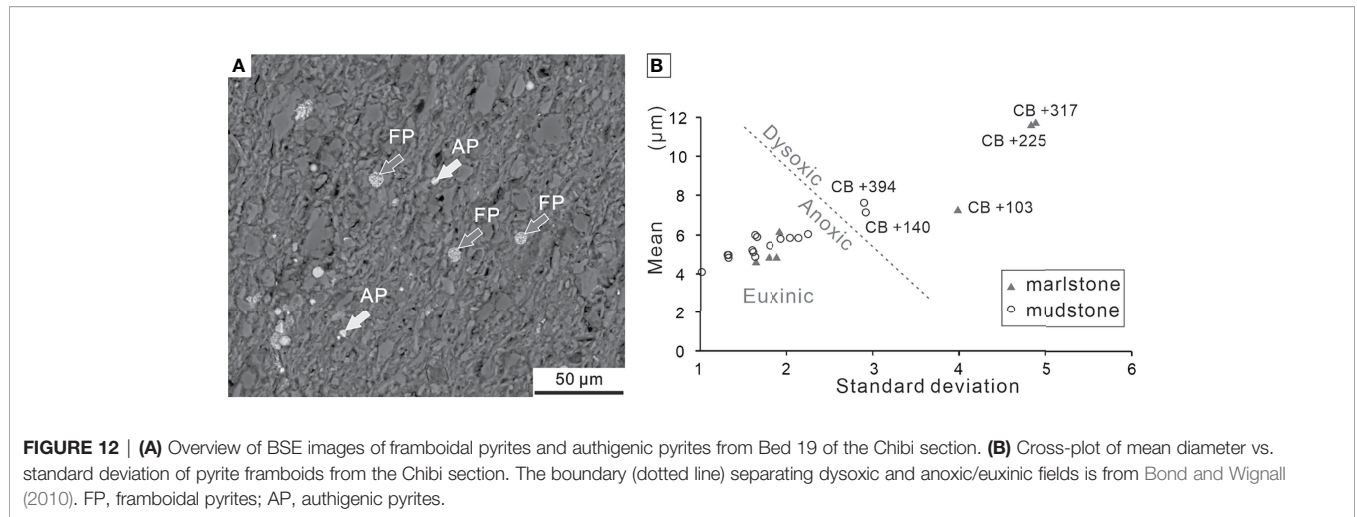 A
FP
AP
FP
FP
AP
50 µm
B
Mean (µm)
12
10
8
6
4
2
0
1 2 3 4 5 6
Standard deviation
Dysoxic
Anoxic
Euxinic
CB +317
CB +225
CB +394
CB +103
CB +140
marlstone
mudstone
FIGURE 12 | (A) Overview of BSE images of framboidal pyrites and authigenic pyrites from Bed 19 of the Chibi section. (B) Cross-plot of mean diameter vs.
standard deviation of pyrite framboids from the Chibi section. The boundary (dotted line) separating dysoxic and anoxic/euxinic fields is from Bond and Wignall
(2010). FP, framboidal pyrites; AP, authigenic pyrites.